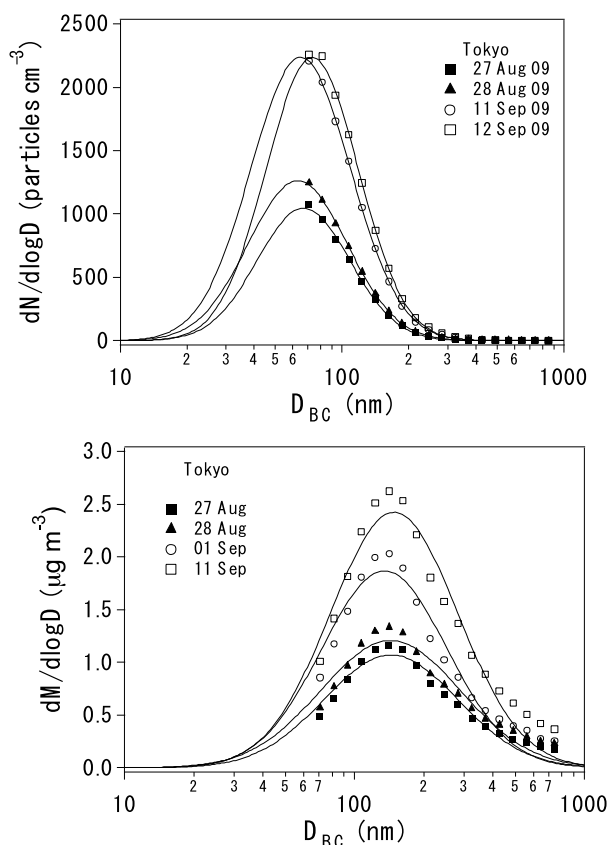 2500
2000
1500
1000
500
0
dN/dlogD (particles cm⁻³)
Tokyo
27 Aug 09
28 Aug 09
11 Sep 09
12 Sep 09
10 2 3 4 5 6 100 2 3 4 5 6 1000
D_BC (nm)
3.0
2.5
2.0
1.5
1.0
0.5
0.0
dM/dlogD (μg m⁻³)
Tokyo
27 Aug
28 Aug
01 Sep
11 Sep
10 2 3 4 5 6 7 100 2 3 4 5 6 7 1000
D_BC (nm)